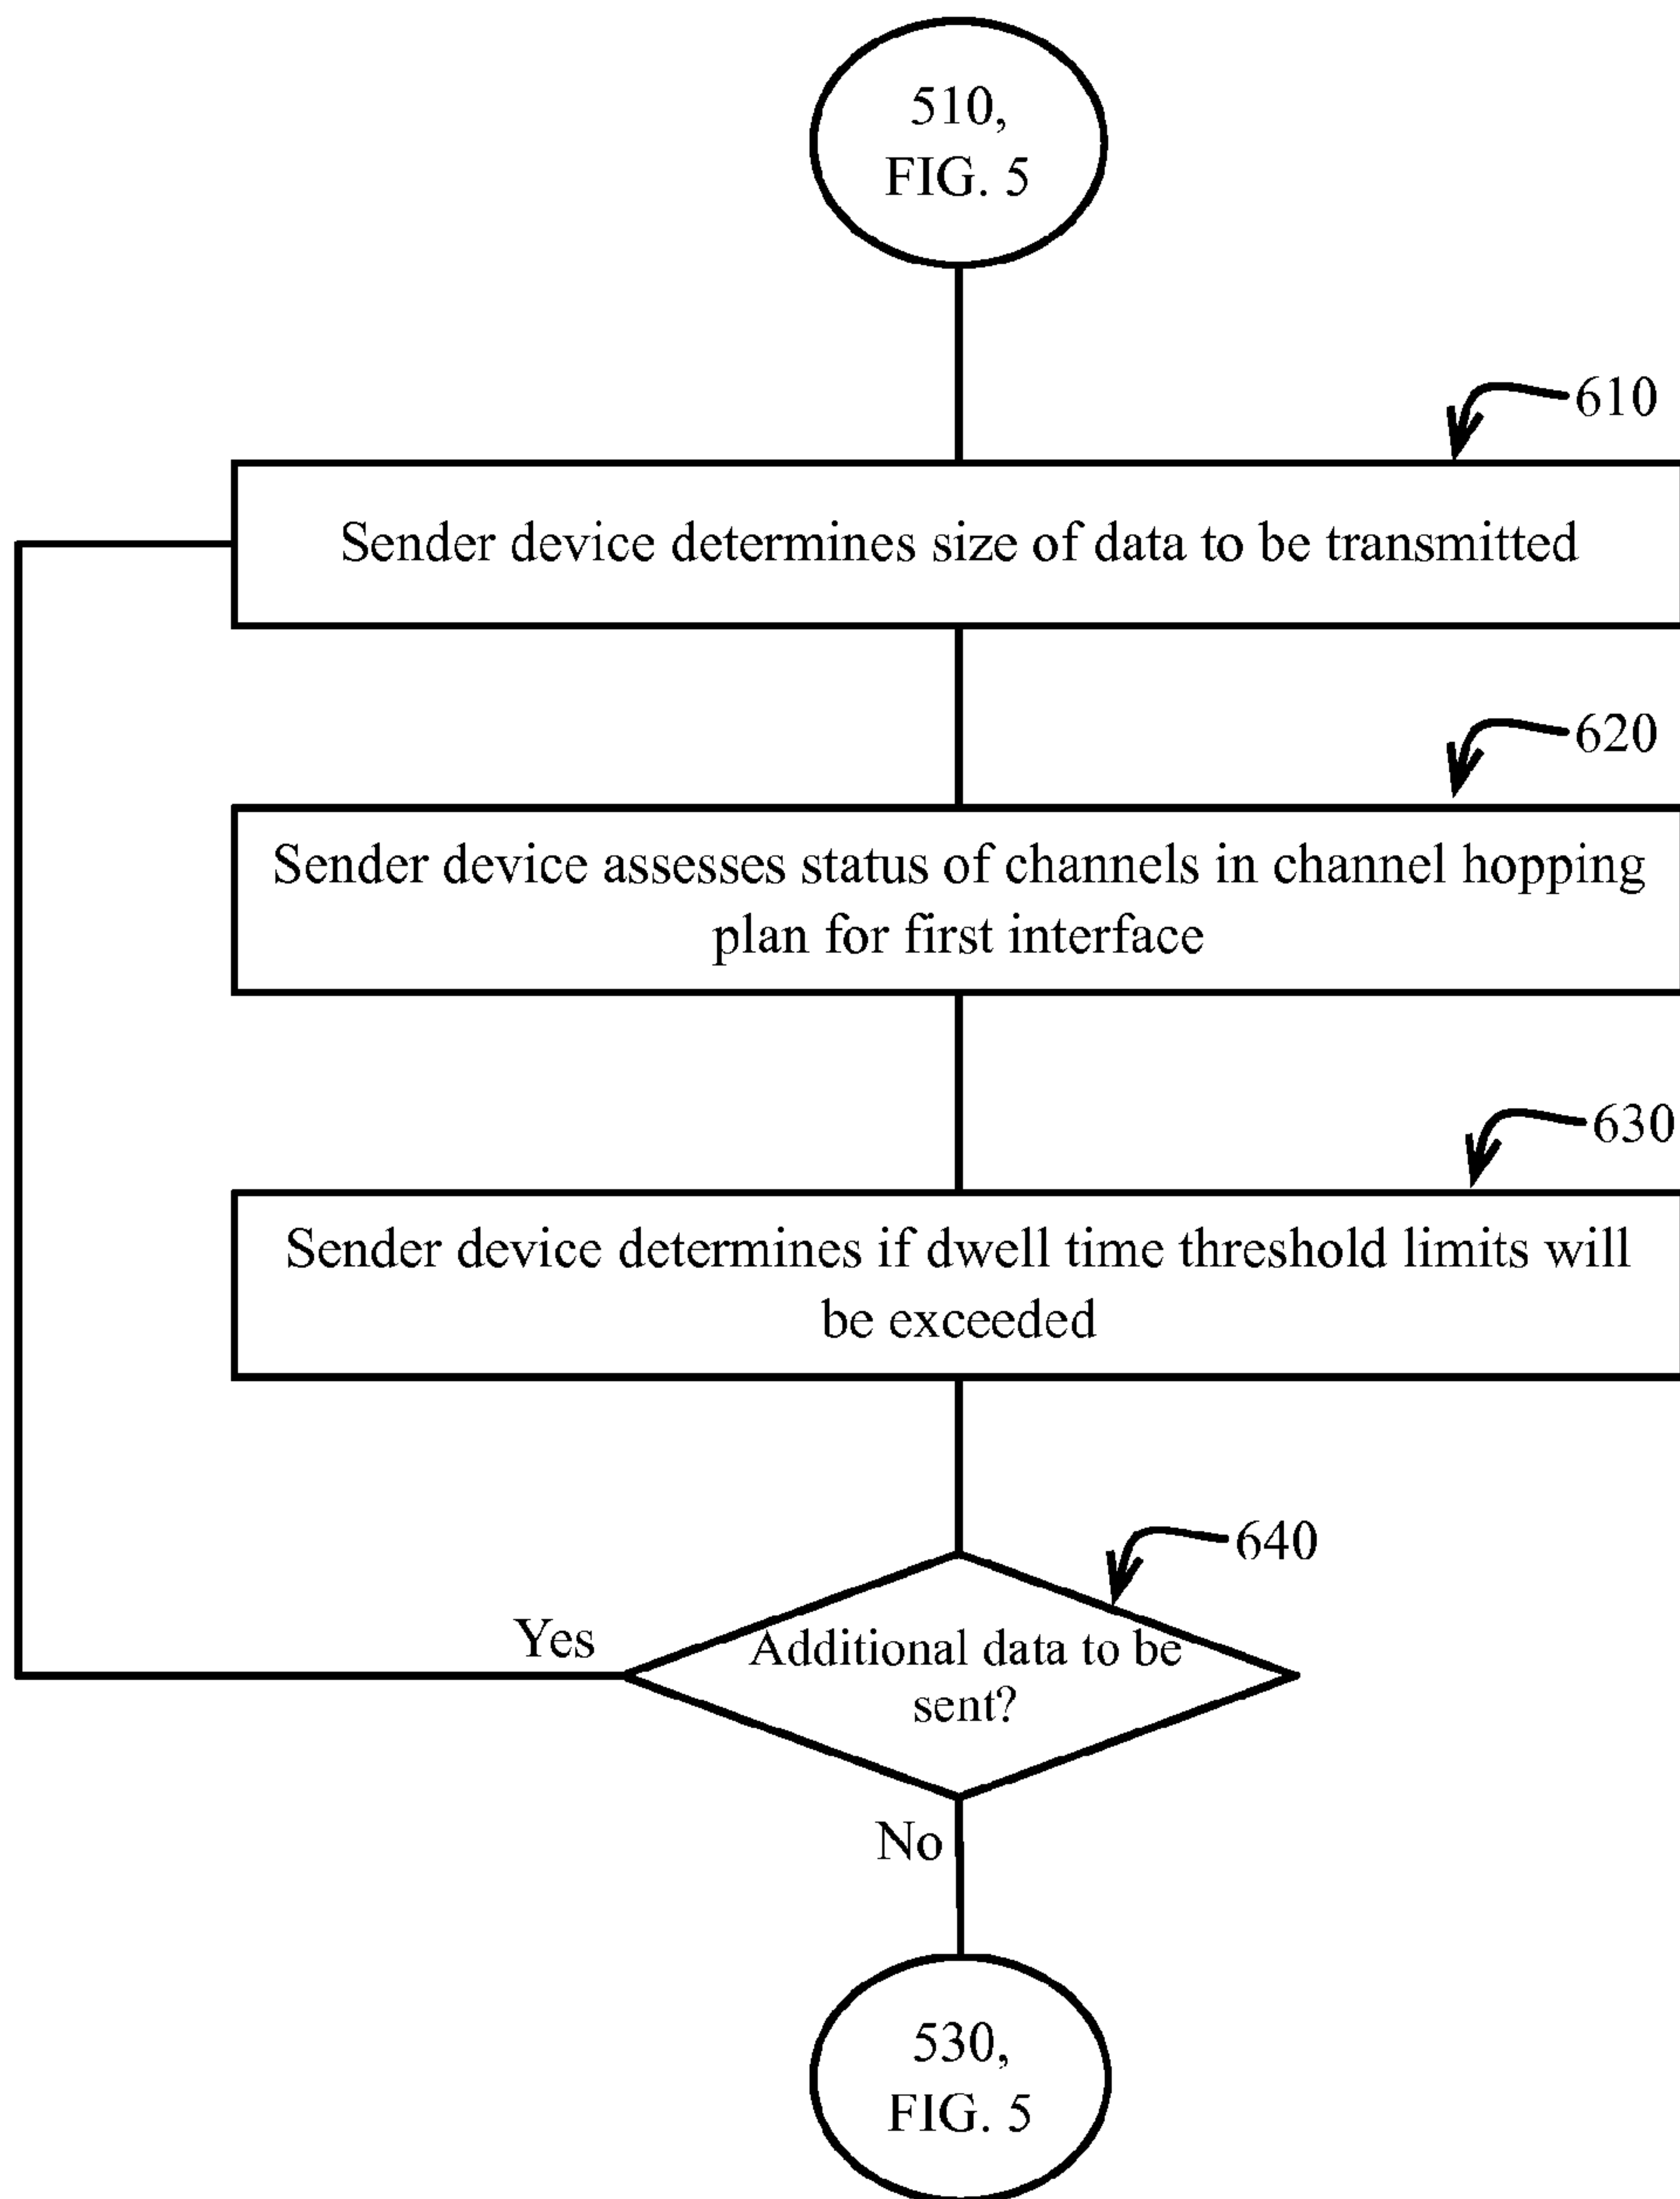 510,
FIG. 5
610
Sender device determines size of data to be transmitted
620
Sender device assesses status of channels in channel hopping
plan for first interface
630
Sender device determines if dwell time threshold limits will
be exceeded
640
Additional data to be
sent?
Yes
No
530,
FIG. 5